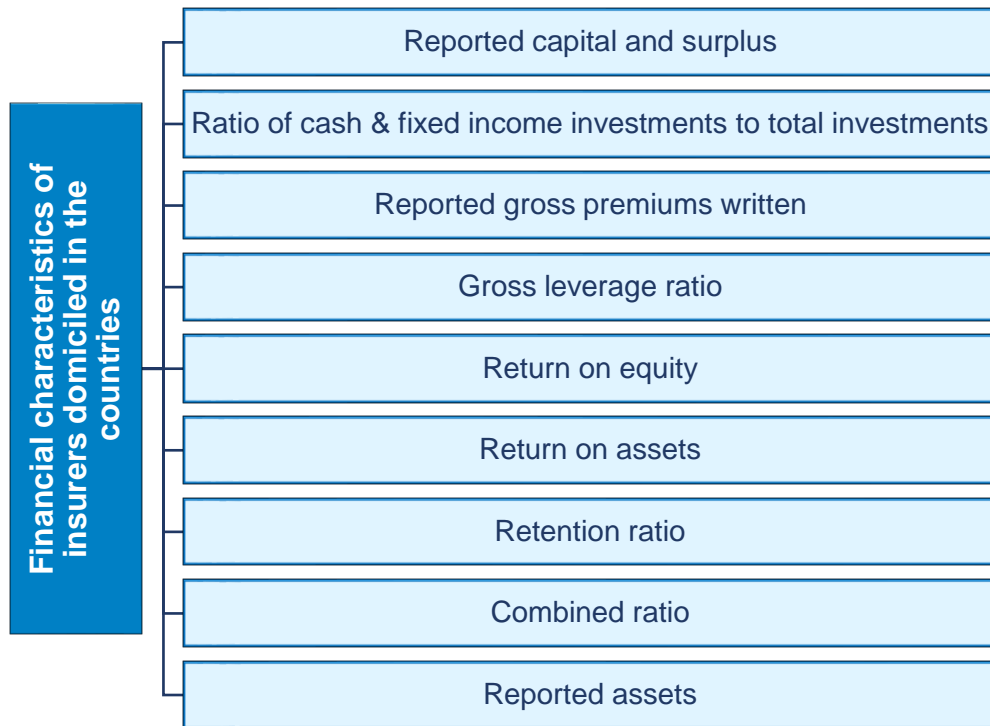 Financial characteristics of
insurers domiciled in the
countries
Reported capital and surplus
Ratio of cash & fixed income investments to total investments
Reported gross premiums written
Gross leverage ratio
Return on equity
Return on assets
Retention ratio
Combined ratio
Reported assets